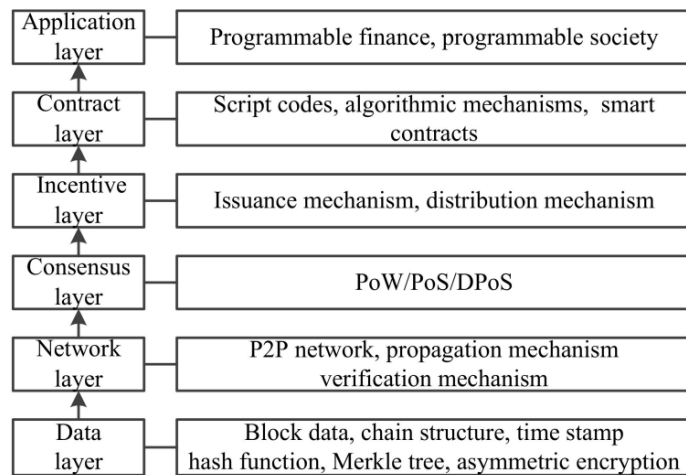 Application
layer
Programmable finance, programmable society
Contract
layer
Script codes, algorithmic mechanisms, smart
contracts
Incentive
layer
Issuance mechanism, distribution mechanism
Consensus
layer
PoW/PoS/DPoS
Network
layer
P2P network, propagation mechanism
verification mechanism
Data
layer
Block data, chain structure, time stamp
hash function, Merkle tree, asymmetric encryption